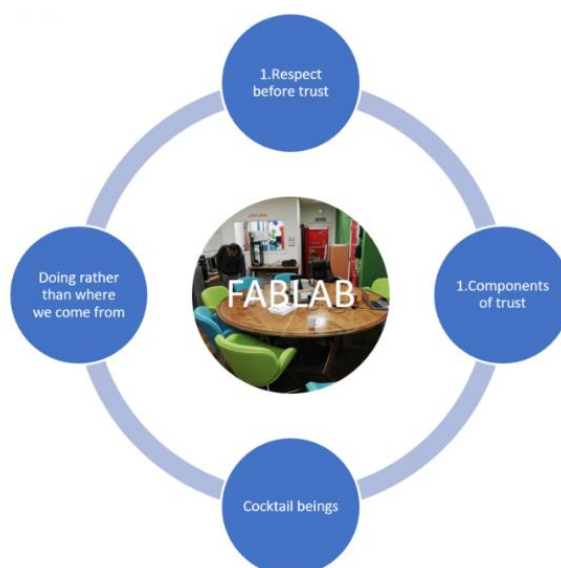 1.Respect
before trust
FABLAB
Doing rather
than where
we come from
1.Components
of trust
Cocktail beings